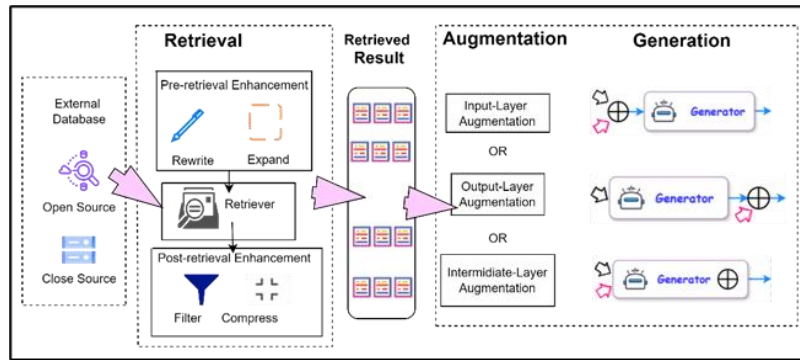 Retrieval
Retrieved
Result
Augmentation
Generation
External
Database
Open Source
Close Source
Pre-retrieval Enhancement
Rewrite
Expand
Retriever
Post-retrieval Enhancement
Filter
Compress
Input-Layer
Augmentation
OR
Output-Layer
Augmentation
OR
Intermidiate-Layer
Augmentation
Generator
Generator
Generator